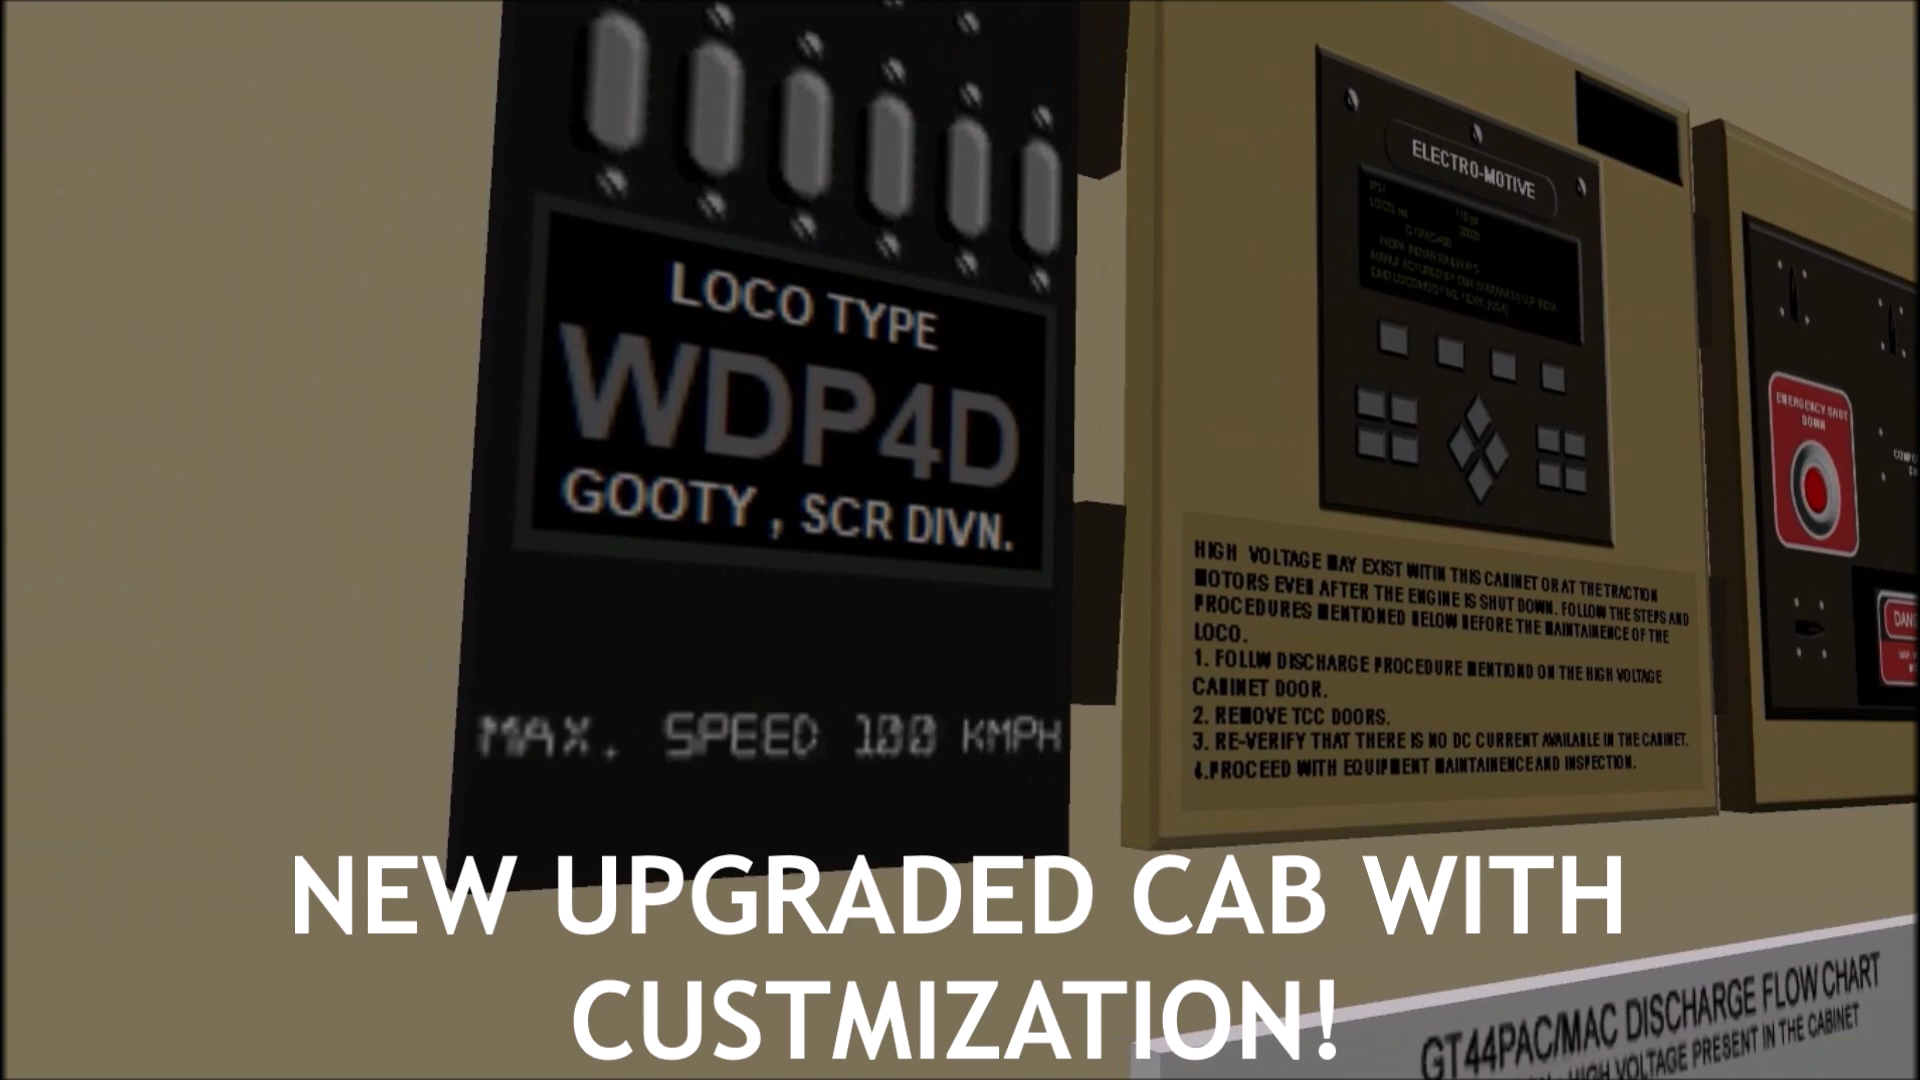 LOCO TYPE
WDP4D
GOOTY , SCR DIVN.
MAX. SPEED 100 KMPH
ELECTRO-MOTIVE
LOCO no
HIGH VOLTAGE MAY EXIST WITIN THIS CABINET OR AT THE TRACTION
MOTORS EVEN AFTER THE ENGINE IS SHUT DOWN. FOLLOW THE STEPS AND
PROCEDURES MENTIONED BELOW BEFORE THE MAINTAINENCE OF THE
LOCO.
1. FOLLW DISCHARGE PROCEDURE MENTIOND ON THE HIGH VOLTAGE
CABINET DOOR.
2. REMOVE TCC DOORS.
3. RE-VERIFY THAT THERE IS NO DC CURRENT AVAILABLE IN THE CABINET.
4.PROCEED WITH EQUIPMENT MAINTAINENCE AND INSPECTION.
EMERGENCY SHUT
DOWN
NEW UPGRADED CAB WITH
CUSTMIZATION!
GT44PAC/MAC DISCHARGE FLOW CHART
HIGH VOLTAGE PRESENT IN THE CABINET